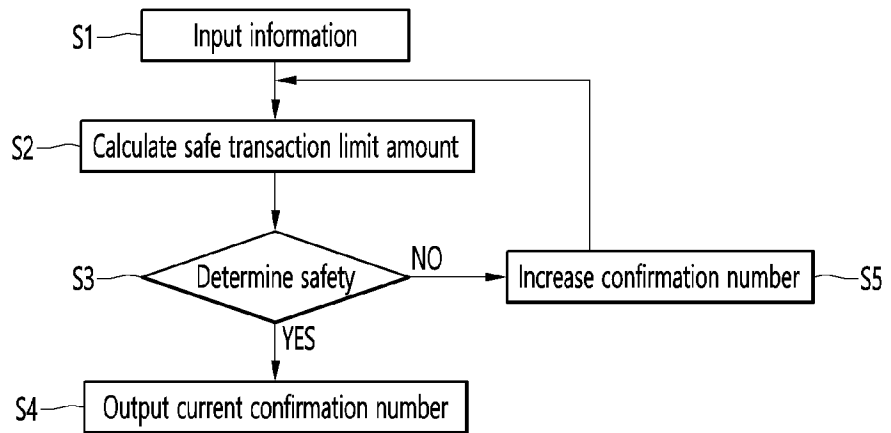 S1
Input information
S2
Calculate safe transaction limit amount
S3
Determine safety
NO
Increase confirmation number
S5
YES
S4
Output current confirmation number